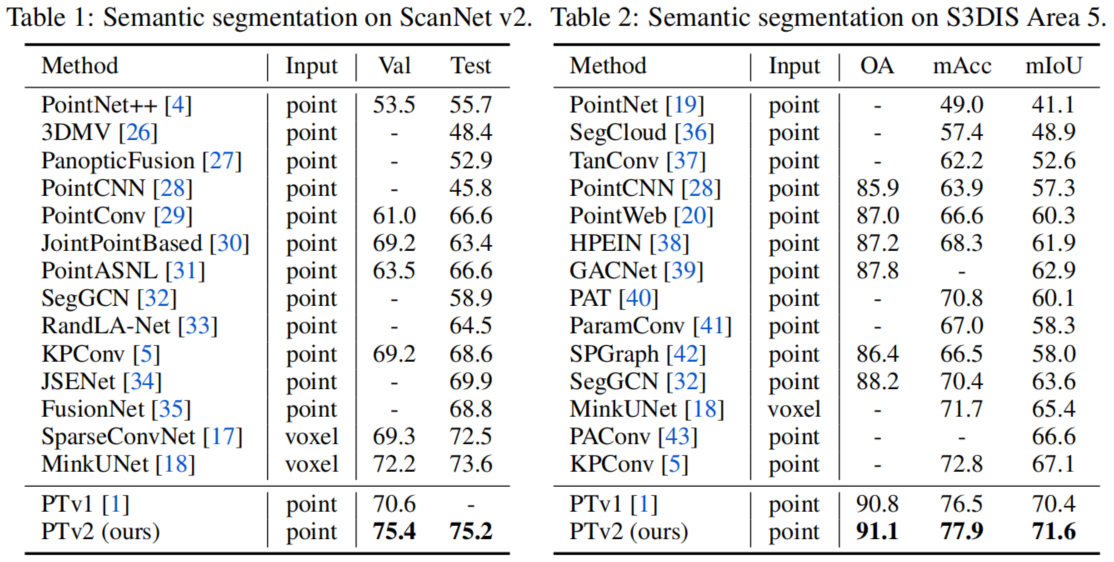 Table 1: Semantic segmentation on ScanNet v2.
Method Input Val Test
PointNet++ [4] point 53.5 55.7
3DMV [26] point - 48.4
PanopticFusion [27] point - 52.9
PointCNN [28] point - 45.8
PointConv [29] point 61.0 66.6
JointPointBased [30] point 69.2 63.4
PointASNL [31] point 63.5 66.6
SegGCN [32] point - 58.9
RandLA-Net [33] point - 64.5
KPConv [5] point 69.2 68.6
JSENet [34] point - 69.9
FusionNet [35] point - 68.8
SparseConvNet [17] voxel 69.3 72.5
MinkUNet [18] voxel 72.2 73.6
PTv1 [1] point 70.6 -
PTv2 (ours) point 75.4 75.2
Table 2: Semantic segmentation on S3DIS Area 5.
Method Input OA mAcc mIoU
PointNet [19] point - 49.0 41.1
SegCloud [36] point - 57.4 48.9
TanConv [37] point - 62.2 52.6
PointCNN [28] point 85.9 63.9 57.3
PointWeb [20] point 87.0 66.6 60.3
HPEIN [38] point 87.2 68.3 61.9
GACNet [39] point 87.8 - 62.9
PAT [40] point - 70.8 60.1
ParamConv [41] point - 67.0 58.3
SPGraph [42] point 86.4 66.5 58.0
SegGCN [32] point 88.2 70.4 63.6
MinkUNet [18] voxel - 71.7 65.4
PAConv [43] point - - 66.6
KPConv [5] point - 72.8 67.1
PTv1 [1] point 90.8 76.5 70.4
PTv2 (ours) point 91.1 77.9 71.6